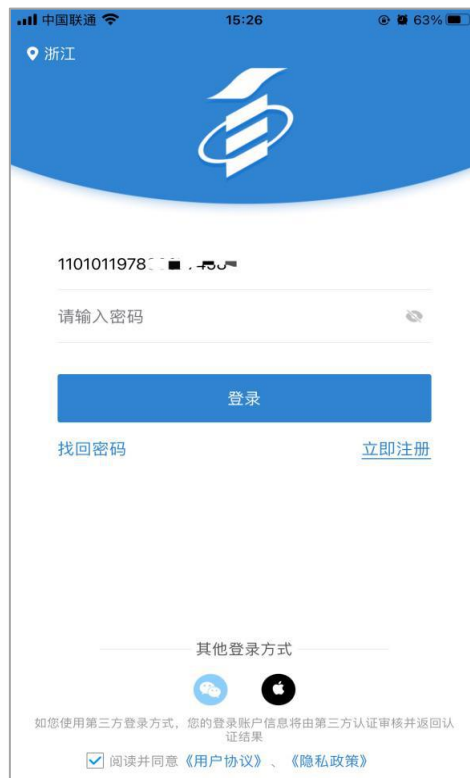 中国联通 15:26 63%
浙江
1101011978
请输入密码
登录
找回密码 立即注册
其他登录方式
如您使用第三方登录方式，您的登录账户信息将由第三方认证审核并返回认
证结果
阅读并同意《用户协议》、《隐私政策》